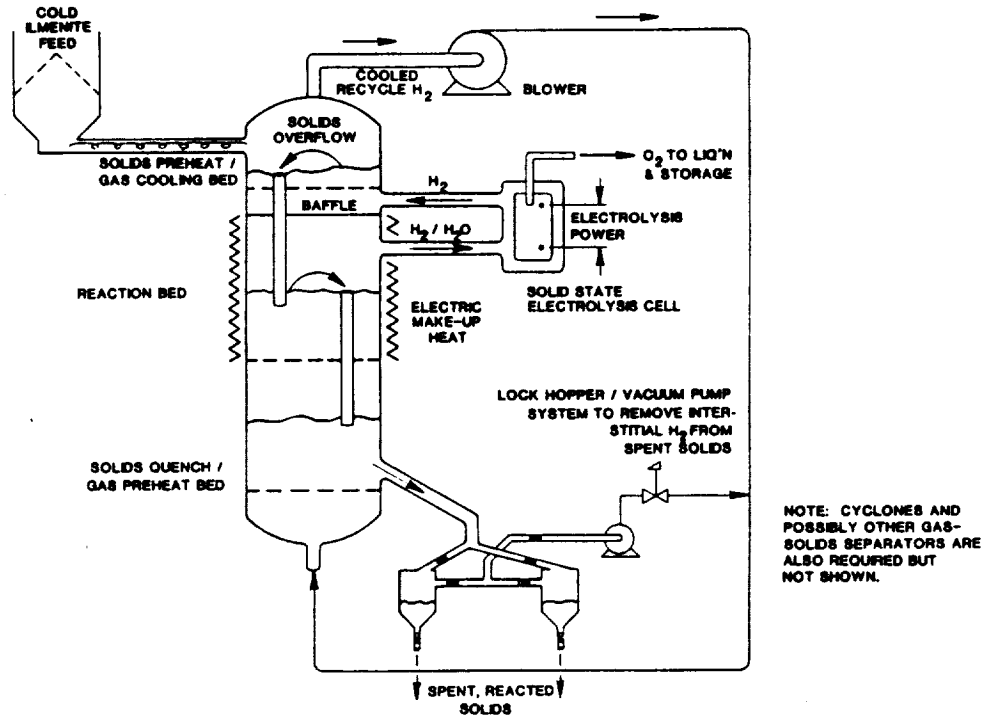 COLD
ILMENITE
FEED
COOLED
RECYCLE H2
BLOWER
SOLIDS
OVERFLOW
SOLIDS PREHEAT /
GAS COOLING BED
H2
O2 TO LIQ'N
& STORAGE
BAFFLE
ELECTROLYSIS
POWER
H2 / H2O
REACTION BED
SOLID STATE
ELECTROLYSIS CELL
ELECTRIC
MAKE-UP
HEAT
LOCK HOPPER / VACUUM PUMP
SYSTEM TO REMOVE INTER-
STITIAL H2 FROM
SPENT SOLIDS
SOLIDS QUENCH /
GAS PREHEAT BED
NOTE: CYCLONES AND
POSSIBLY OTHER GAS-
SOLIDS SEPARATORS ARE
ALSO REQUIRED BUT
NOT SHOWN.
SPENT, REACTED
SOLIDS